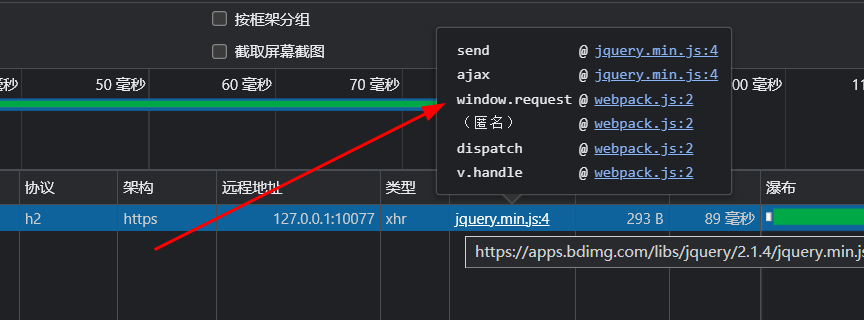 按框架分组
截取屏幕截图
毫秒 50 毫秒 60 毫秒 70 毫秒 00 毫秒 11
send @ jquery.min.js:4
ajax @ jquery.min.js:4
window.request @ webpack.js:2
（匿名） @ webpack.js:2
dispatch @ webpack.js:2
v.handle @ webpack.js:2
协议 架构 远程地址 类型 瀑布
h2 https 127.0.0.1:10077 xhr jquery.min.js:4 293 B 89 毫秒
https://apps.bdimg.com/libs/jquery/2.1.4/jquery.min.js